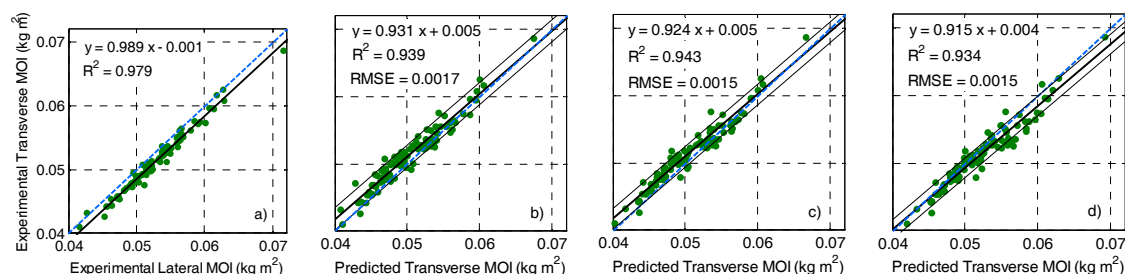 Experimental Transverse MOI (kg m²)
0.07
0.06
0.05
0.04
y = 0.989 x - 0.001
R² = 0.979
a)
0.04 0.05 0.06 0.07
Experimental Lateral MOI (kg m²)
y = 0.931 x + 0.005
R² = 0.939
RMSE = 0.0017
b)
0.04 0.05 0.06 0.07
Predicted Transverse MOI (kg m²)
y = 0.924 x + 0.005
R² = 0.943
RMSE = 0.0015
c)
0.04 0.05 0.06 0.07
Predicted Transverse MOI (kg m²)
y = 0.915 x + 0.004
R² = 0.934
RMSE = 0.0015
d)
0.04 0.05 0.06 0.07
Predicted Transverse MOI (kg m²)